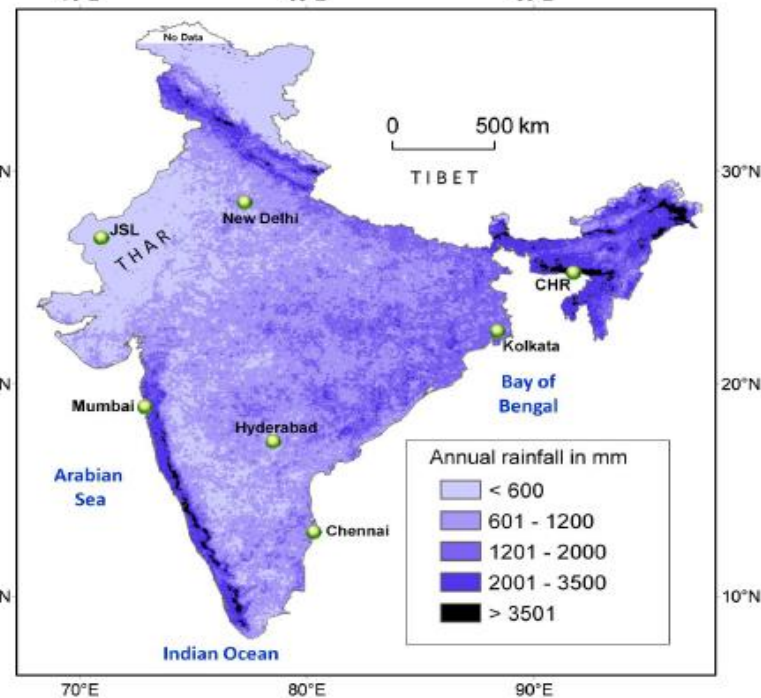 No Data
0 500 km
TIBET
30°N
JSL
New Delhi
THAR
CHR
Kolkata
Bay of
Bengal
20°N
Mumbai
Hyderabad
Arabian
Sea
Annual rainfall in mm
< 600
601 - 1200
1201 - 2000
2001 - 3500
> 3501
Chennai
10°N
Indian Ocean
70°E 80°E 90°E